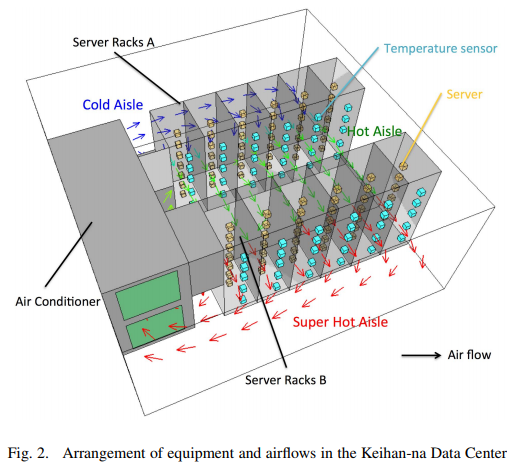 Server Racks A
Temperature sensor
Cold Aisle
Server
Hot Aisle
Air Conditioner
Super Hot Aisle
Air flow
Server Racks B
Fig. 2. Arrangement of equipment and airflows in the Keihan-na Data Center